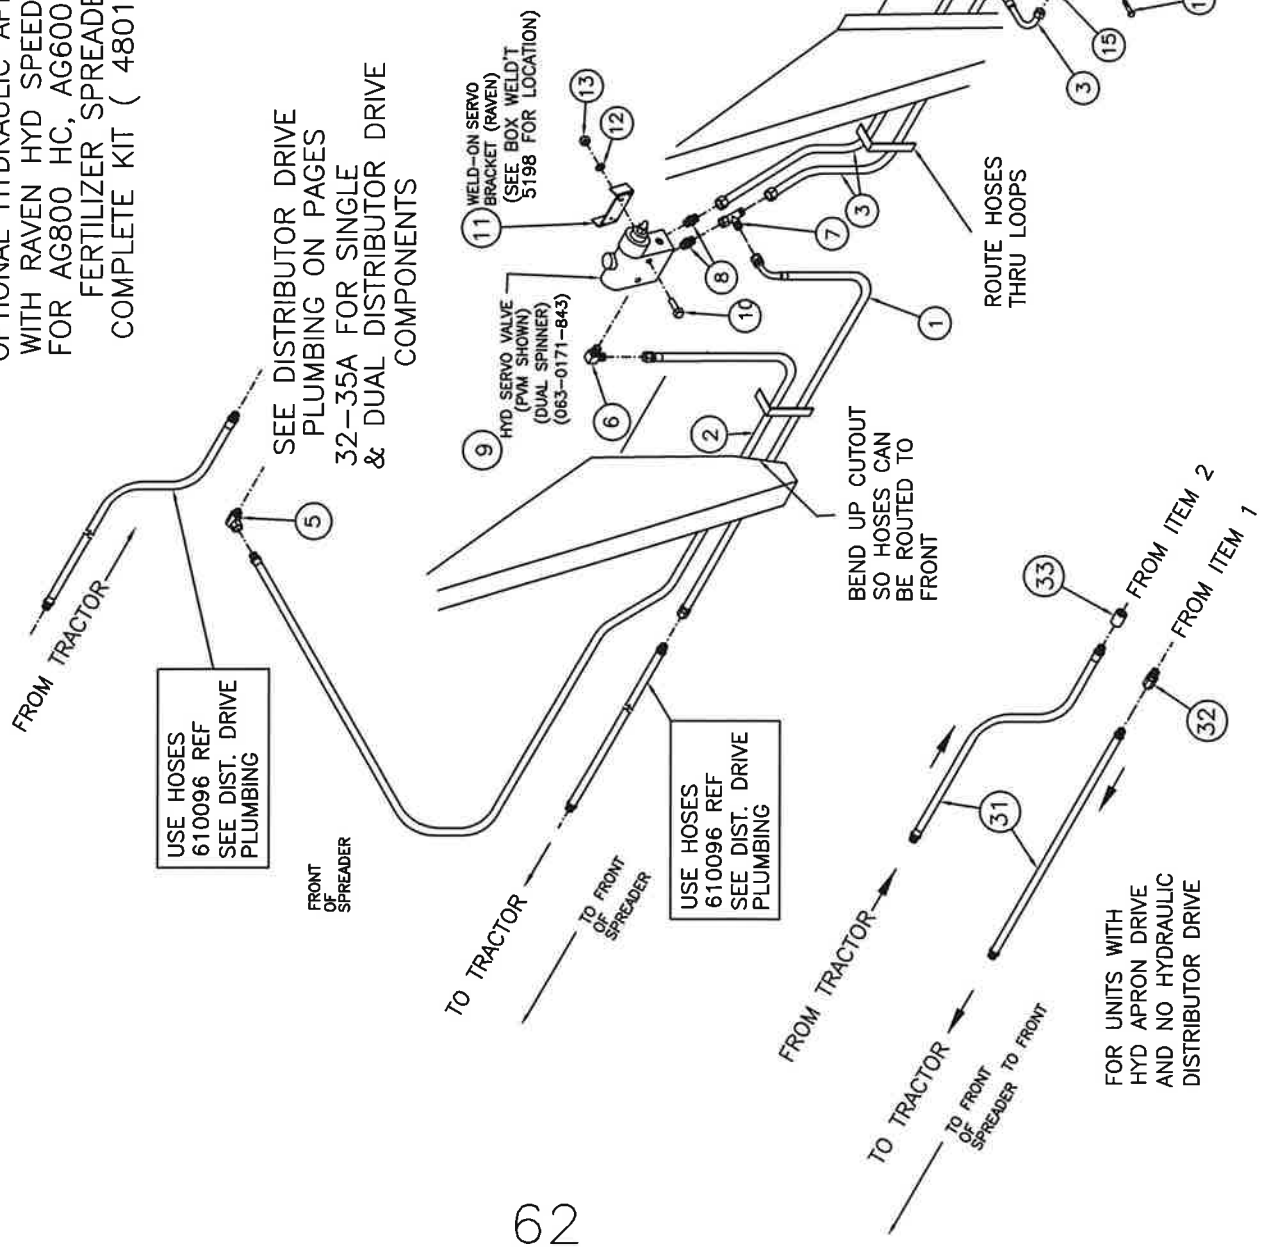 WITH RAVEN HYD SPEED
FOR AG800 HC, AG600
FERTILIZER SPREADE
COMPLETE KIT ( 4801
SEE DISTRIBUTOR DRIVE
PLUMBING ON PAGES
32-35A FOR SINGLE
& DUAL DISTRIBUTOR DRIVE
COMPONENTS
FROM TRACTOR
5
USE HOSES
610096 REF
SEE DIST. DRIVE
PLUMBING
FRONT
OF
SPREADER
13
12
WELD-ON SERVO
BRACKET (RAVEN)
(SEE BOX WELD'T
5198 FOR LOCATION)
11
9
HYD SERVO VALVE
(PVM SHOWN)
(DUAL SPINNER)
(063-0171-843)
6
10
8
7
3
2
1
ROUTE HOSES
THRU LOOPS
3
15
BEND UP CUTOUT
SO HOSES CAN
BE ROUTED TO
FRONT
TO TRACTOR
TO FRONT
OF
SPREADER
USE HOSES
610096 REF
SEE DIST. DRIVE
PLUMBING
FROM TRACTOR
31
33
FROM ITEM 2
FROM ITEM 1
32
TO TRACTOR
TO FRONT
OF
SPREADER TO FRONT
FOR UNITS WITH
HYD APRON DRIVE
AND NO HYDRAULIC
DISTRIBUTOR DRIVE
62